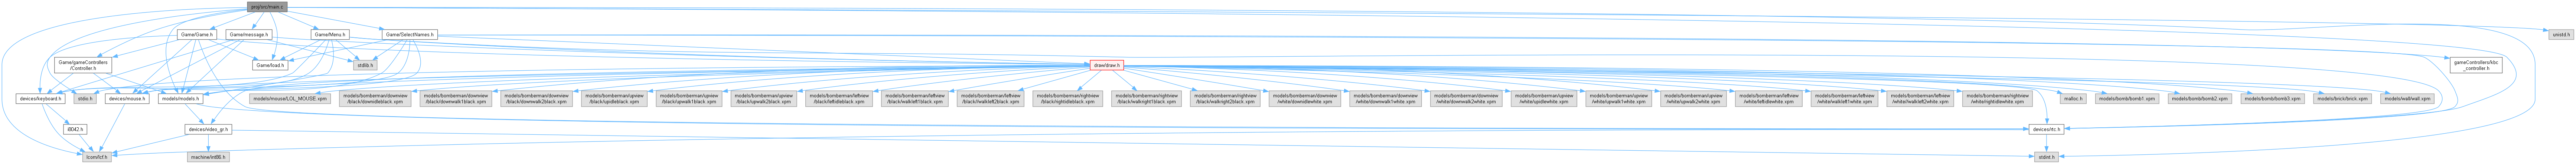 proj/src/main.c
Game/Game.h
Game/message.h
Game/Menu.h
Game/SelectNames.h
unistd.h
Game/gameControllers
/Controller.h
Game/load.h
stdlib.h
draw/draw.h
gameControllers/kbc
_controller.h
devices/keyboard.h
stdio.h
devices/mouse.h
models/models.h
models/mouse/LOL_MOUSE.xpm
models/bomberman/downview
/black/downidleblack.xpm
models/bomberman/downview
/black/downwalk1black.xpm
models/bomberman/downview
/black/downwalk2black.xpm
models/bomberman/upview
/black/upidleblack.xpm
models/bomberman/upview
/black/upwalk1black.xpm
models/bomberman/upview
/black/upwalk2black.xpm
models/bomberman/leftview
/black/leftidleblack.xpm
models/bomberman/leftview
/black/walkleft1black.xpm
models/bomberman/leftview
/black/walkleft2black.xpm
models/bomberman/rightview
/black/rightidleblack.xpm
models/bomberman/rightview
/black/walkright1black.xpm
models/bomberman/rightview
/black/walkright2black.xpm
models/bomberman/downview
/white/downidlewhite.xpm
models/bomberman/downview
/white/downwalk1white.xpm
models/bomberman/downview
/white/downwalk2white.xpm
models/bomberman/upview
/white/upidlewhite.xpm
models/bomberman/upview
/white/upwalk1white.xpm
models/bomberman/upview
/white/upwalk2white.xpm
models/bomberman/leftview
/white/leftidlewhite.xpm
models/bomberman/leftview
/white/walkleft1white.xpm
models/bomberman/leftview
/white/walkleft2white.xpm
models/bomberman/rightview
/white/rightidlewhite.xpm
malloc.h
models/bomb/bomb1.xpm
models/bomb/bomb2.xpm
models/bomb/bomb3.xpm
models/brick/brick.xpm
models/wall/wall.xpm
i8042.h
devices/video_gr.h
devices/rtc.h
lcom/lcf.h
machine/int86.h
stdint.h